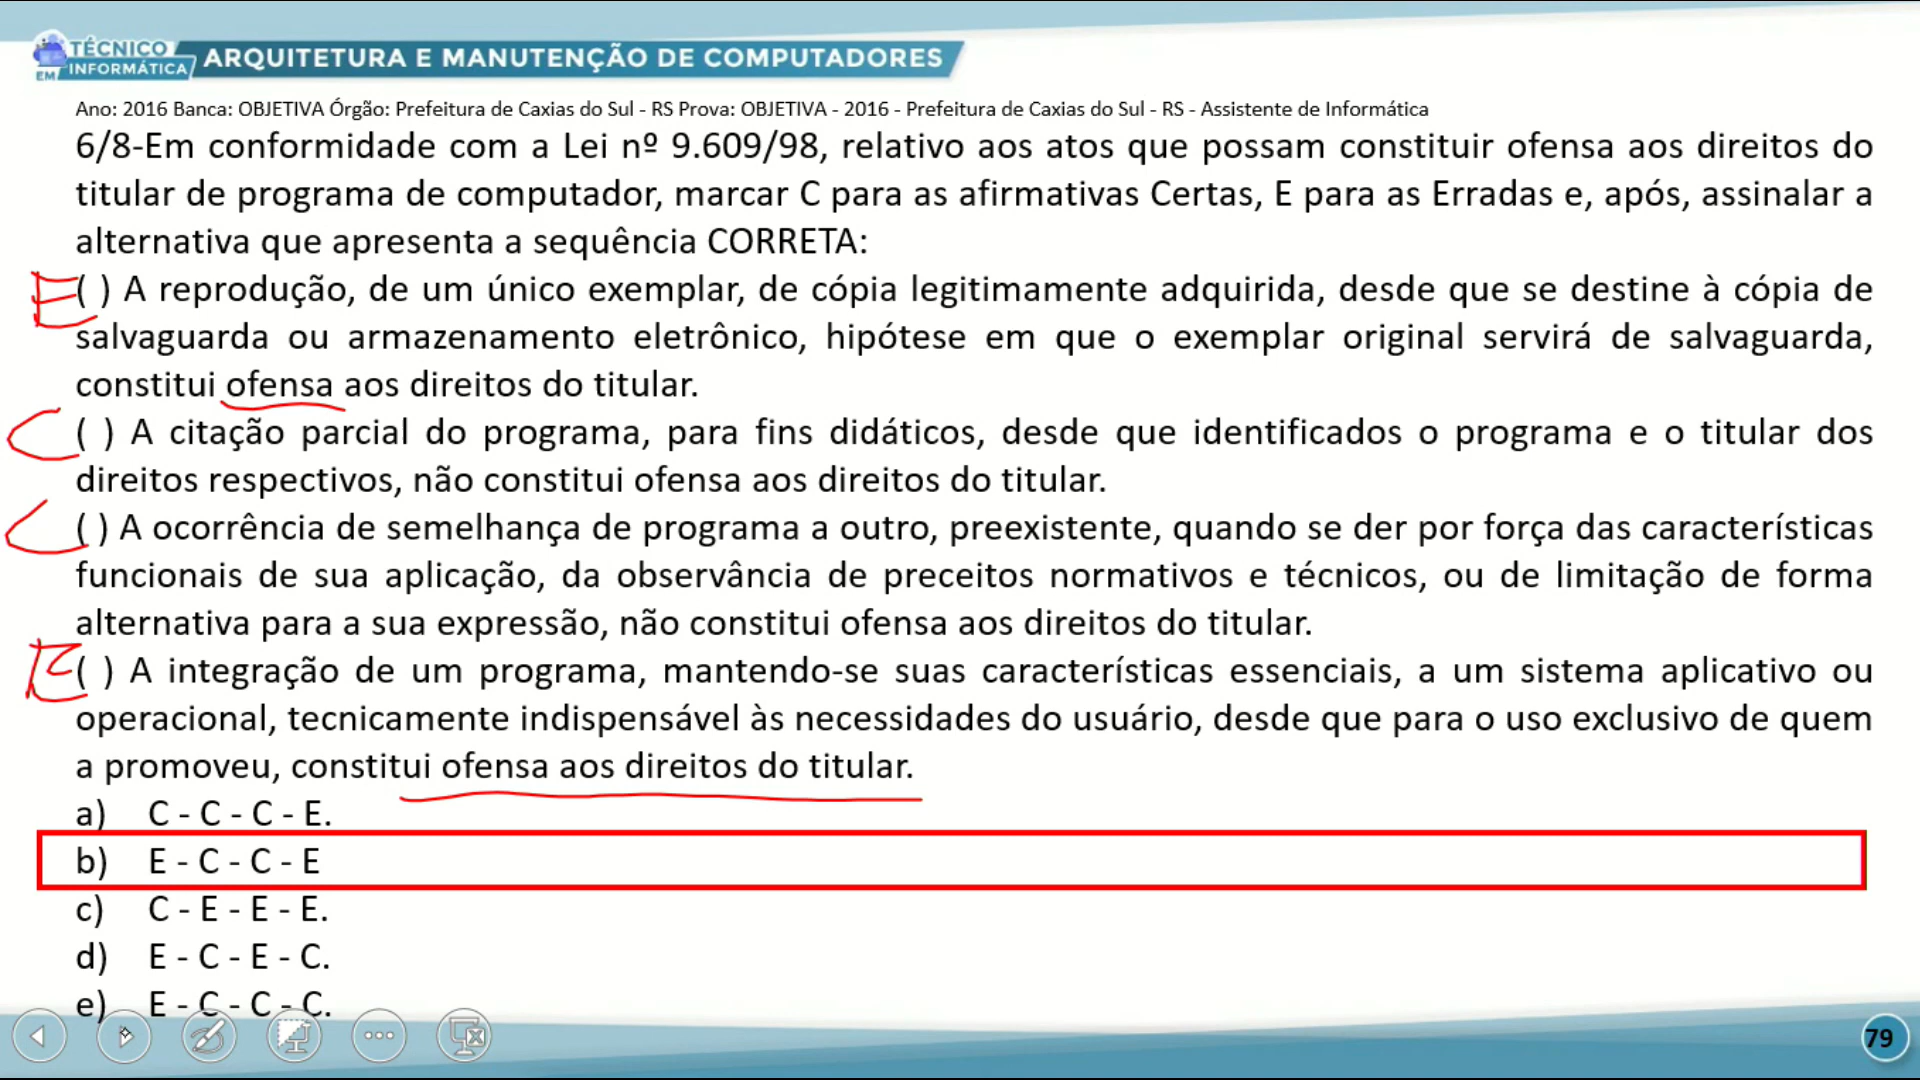 TÉCNICO
EM INFORMÁTICA
ARQUITETURA E MANUTENÇÃO DE COMPUTADORES
Ano: 2016 Banca: OBJETIVA Órgão: Prefeitura de Caxias do Sul - RS Prova: OBJETIVA - 2016 - Prefeitura de Caxias do Sul - RS - Assistente de Informática
6/8-Em conformidade com a Lei nº 9.609/98, relativo aos atos que possam constituir ofensa aos direitos do
titular de programa de computador, marcar C para as afirmativas Certas, E para as Erradas e, após, assinalar a
alternativa que apresenta a sequência CORRETA:
E ( ) A reprodução, de um único exemplar, de cópia legitimamente adquirida, desde que se destine à cópia de
salvaguarda ou armazenamento eletrônico, hipótese em que o exemplar original servirá de salvaguarda,
constitui ofensa aos direitos do titular.
C ( ) A citação parcial do programa, para fins didáticos, desde que identificados o programa e o titular dos
direitos respectivos, não constitui ofensa aos direitos do titular.
C ( ) A ocorrência de semelhança de programa a outro, preexistente, quando se der por força das características
funcionais de sua aplicação, da observância de preceitos normativos e técnicos, ou de limitação de forma
alternativa para a sua expressão, não constitui ofensa aos direitos do titular.
E ( ) A integração de um programa, mantendo-se suas características essenciais, a um sistema aplicativo ou
operacional, tecnicamente indispensável às necessidades do usuário, desde que para o uso exclusivo de quem
a promoveu, constitui ofensa aos direitos do titular.
a) C - C - C - E.
b) E - C - C - E
c) C - E - E - E.
d) E - C - E - C.
e) E - C - C - C.
79